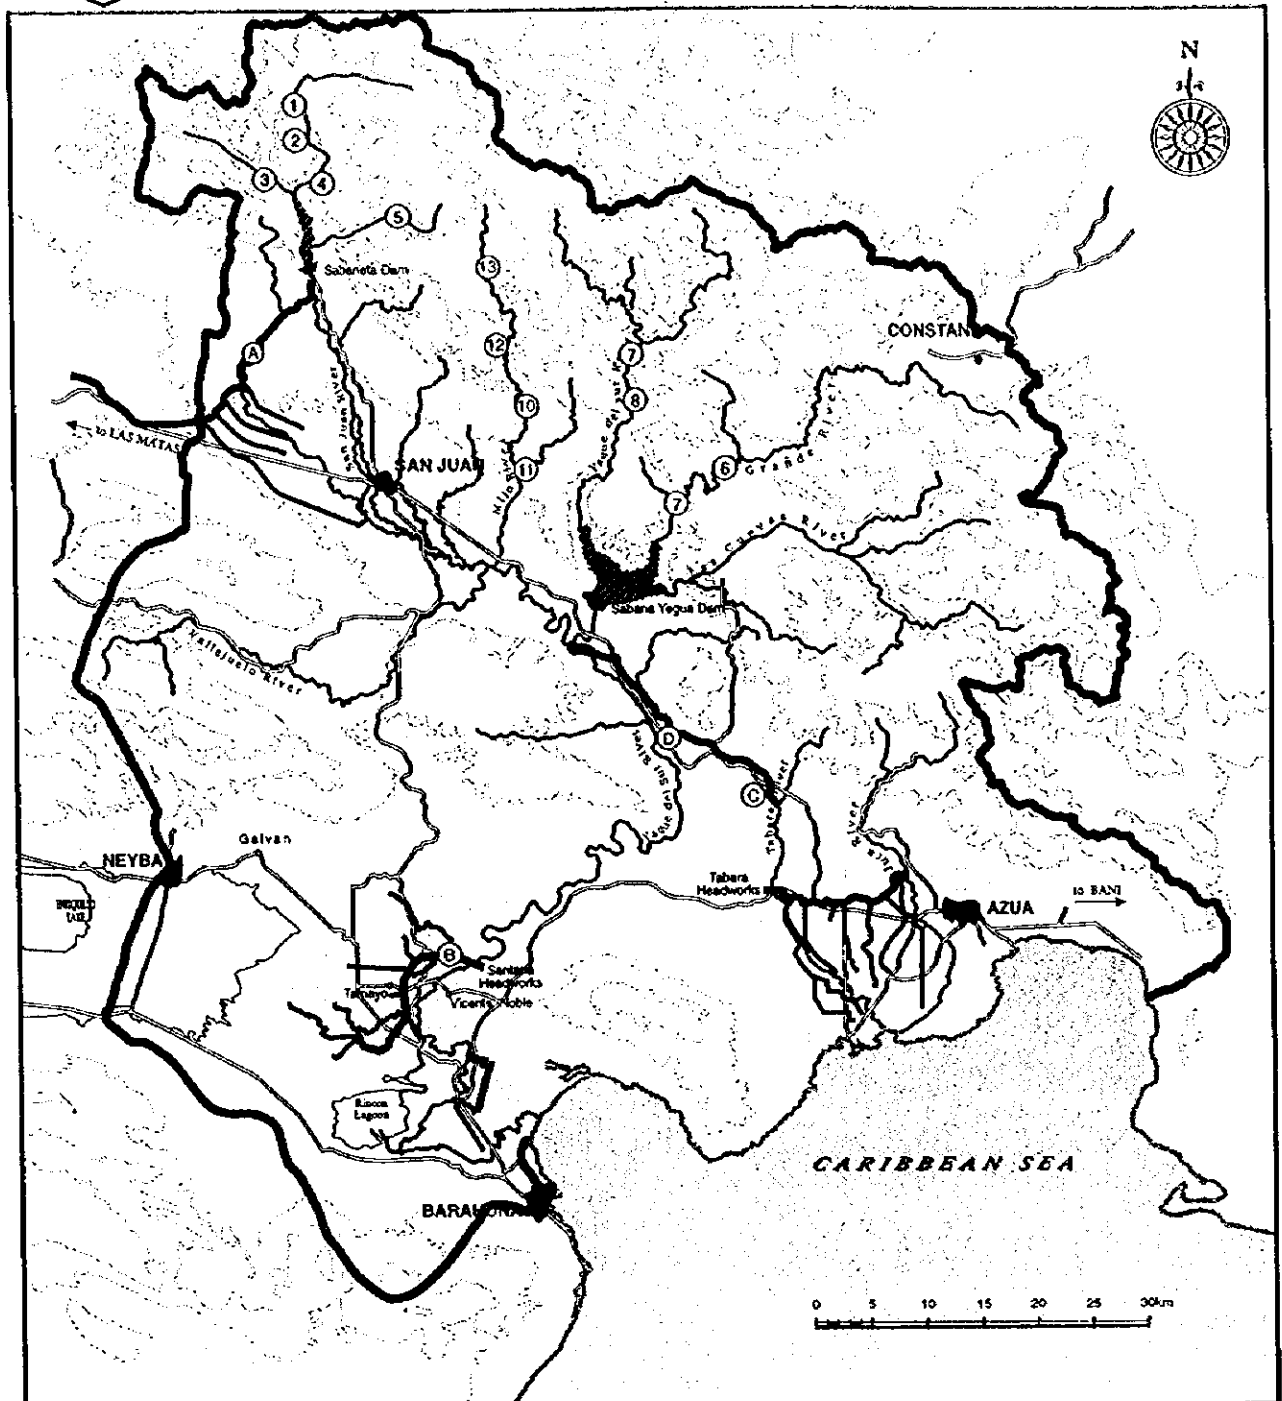 N
1
2
3
4
5
13
Sabaneta Dam
CONSTAN
A
12
7
San Juan River
Yaque del Sur
8
10
Grande River
to LAS MATAS
SAN JUAN
6
11
Mijo River
7
Las Cuevas River
Sabana Yegua Dam
Vallejuelo River
D
Yaque del Sur River
C
Tabara River
Jura River
Galvan
NEYBA
Tabara
Headworks
to BANI
AZUA
B
Santana
Headworks
Tamayo
Vicente Noble
Rincon
Lagoon
CARIBBEAN SEA
BARAHONA
0 5 10 15 20 25 30km